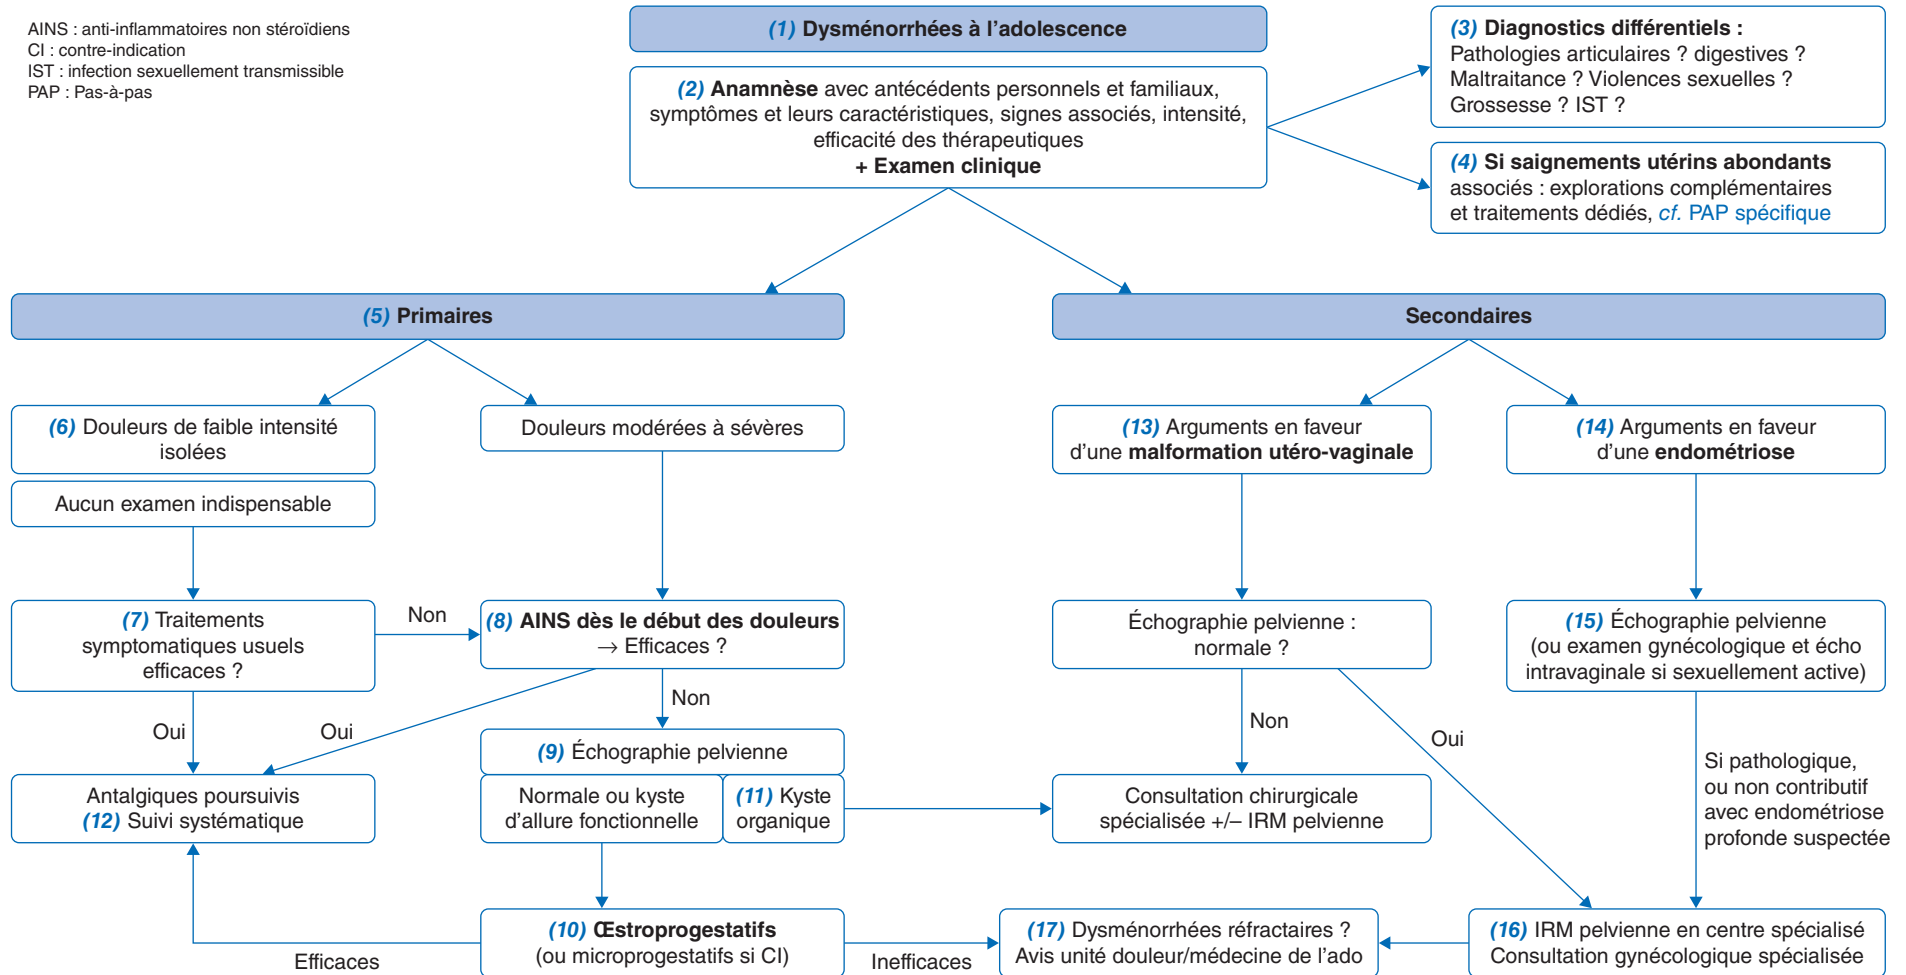 AINS : anti-inflammatoires non stéroïdiens
CI : contre-indication
IST : infection sexuellement transmissible
PAP : Pas-à-pas
(1) Dysménorrhées à l'adolescence
(2) Anamnèse avec antécédents personnels et familiaux,
symptômes et leurs caractéristiques, signes associés, intensité,
efficacité des thérapeutiques
+ Examen clinique
(3) Diagnostics différentiels :
Pathologies articulaires ? digestives ?
Maltraitance ? Violences sexuelles ?
Grossesse ? IST ?
(4) Si saignements utérins abondants
associés : explorations complémentaires
et traitements dédiés, cf. PAP spécifique
(5) Primaires
Secondaires
(6) Douleurs de faible intensité
isolées
Aucun examen indispensable
Douleurs modérées à sévères
(13) Arguments en faveur
d'une malformation utéro-vaginale
(14) Arguments en faveur
d'une endométriose
(7) Traitements
symptomatiques usuels
efficaces ?
Non
(8) AINS dès le début des douleurs
→ Efficaces ?
Échographie pelvienne :
normale ?
(15) Échographie pelvienne
(ou examen gynécologique et écho
intravaginale si sexuellement active)
Oui
Oui
Non
Non
Oui
Si pathologique,
ou non contributif
avec endométriose
profonde suspectée
(9) Échographie pelvienne
Normale ou kyste
d'allure fonctionnelle
(11) Kyste
organique
Antalgiques poursuivis
(12) Suivi systématique
Consultation chirurgicale
spécialisée +/– IRM pelvienne
(10) Œstroprogestatifs
(ou microprogestatifs si CI)
Efficaces
Inefficaces
(17) Dysménorrhées réfractaires ?
Avis unité douleur/médecine de l'ado
(16) IRM pelvienne en centre spécialisé
Consultation gynécologique spécialisée